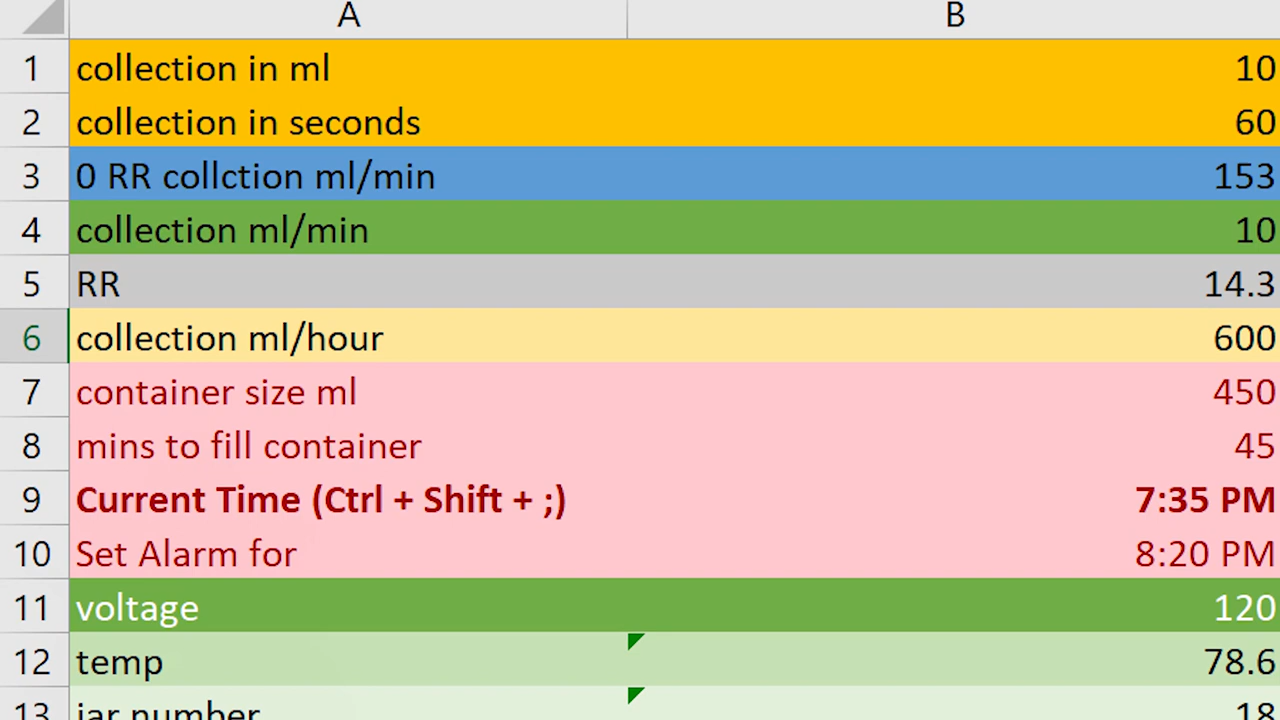 A B
1 collection in ml 10
2 collection in seconds 60
3 0 RR collction ml/min 153
4 collection ml/min 10
5 RR 14.3
6 collection ml/hour 600
7 container size ml 450
8 mins to fill container 45
9 Current Time (Ctrl + Shift + ;) 7:35 PM
10 Set Alarm for 8:20 PM
11 voltage 120
12 temp 78.6
13 jar number 18